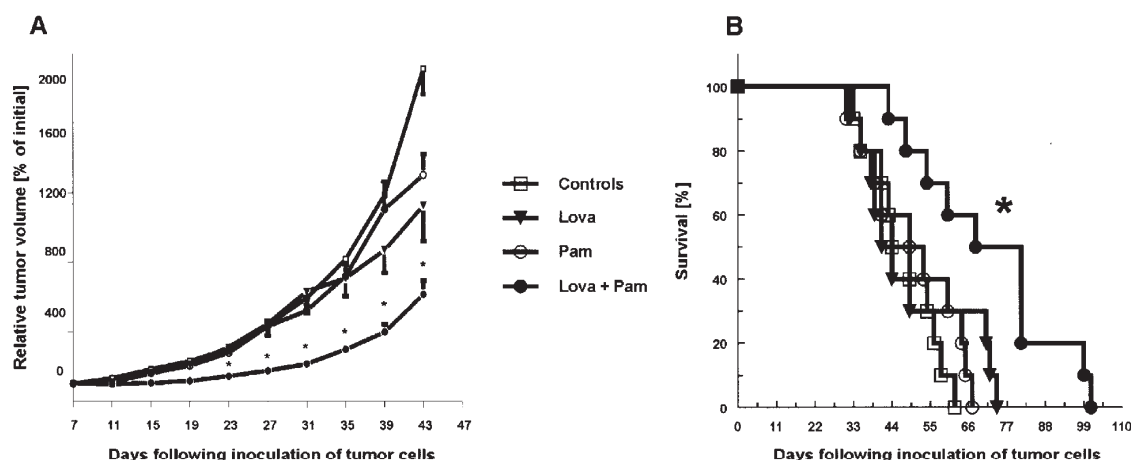 A
Relative tumor volume [% of initial]
2000
1600
1200
800
400
0
* * * * * *
7 11 15 19 23 27 31 35 39 43 47
Days following inoculation of tumor cells
Controls
Lova
Pam
Lova + Pam
B
Survival [%]
100
80
60
40
20
0
*
0 11 22 33 44 55 66 77 88 99 110
Days following inoculation of tumor cells